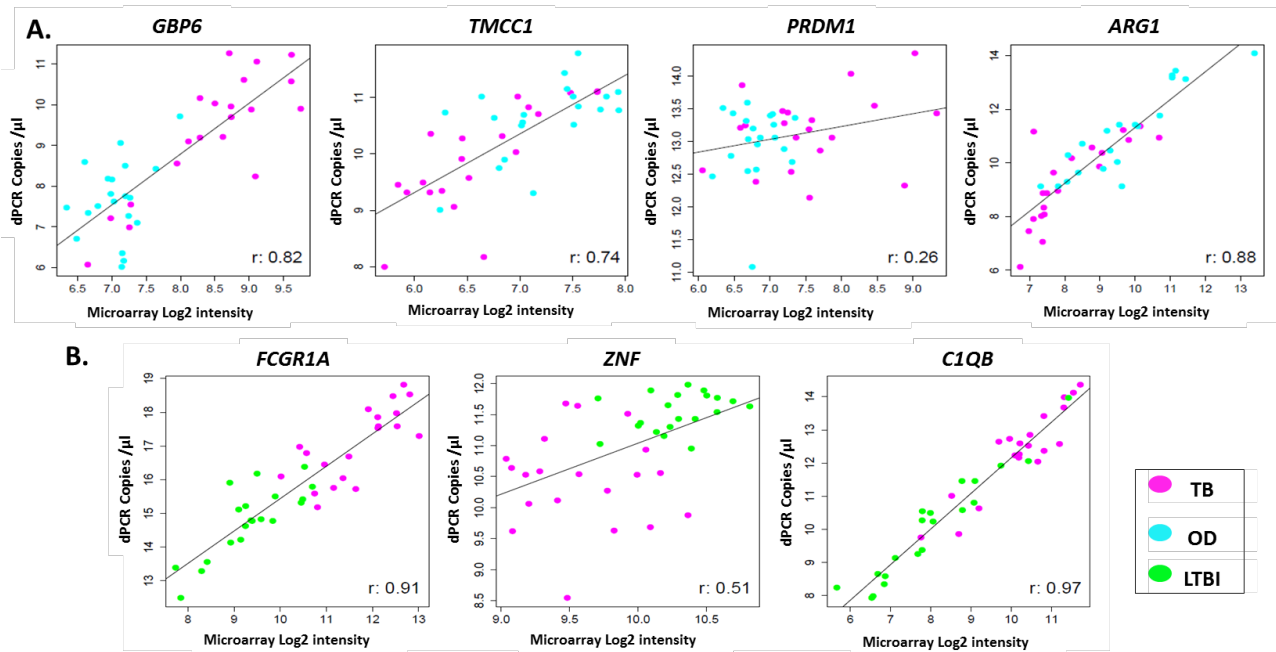 A.
GBP6
TMCC1
PRDM1
ARG1
dPCR Copies /µl
11
10
9
8
7
6
r: 0.82
6.5 7.0 7.5 8.0 8.5 9.0 9.5
Microarray Log2 intensity
dPCR Copies /µl
11
10
9
8
r: 0.74
6.0 6.5 7.0 7.5 8.0
Microarray Log2 intensity
dPCR Copies /µl
14.0
13.5
13.0
12.5
12.0
11.5
11.0
r: 0.26
6.0 6.5 7.0 7.5 8.0 8.5 9.0
Microarray Log2 intensity
dPCR Copies /µl
14
12
10
8
6
r: 0.88
7 8 9 10 11 12 13
Microarray Log2 intensity
B.
FCGR1A
ZNF
C1QB
dPCR Copies /µl
19
18
17
16
15
14
13
r: 0.91
8 9 10 11 12 13
Microarray Log2 intensity
dPCR Copies /µl
12.0
11.5
11.0
10.5
10.0
9.5
9.0
8.5
r: 0.51
9.0 9.5 10.0 10.5
Microarray Log2 intensity
dPCR Copies /µl
14
13
12
11
10
9
8
r: 0.97
6 7 8 9 10 11
Microarray Log2 intensity
TB
OD
LTBI